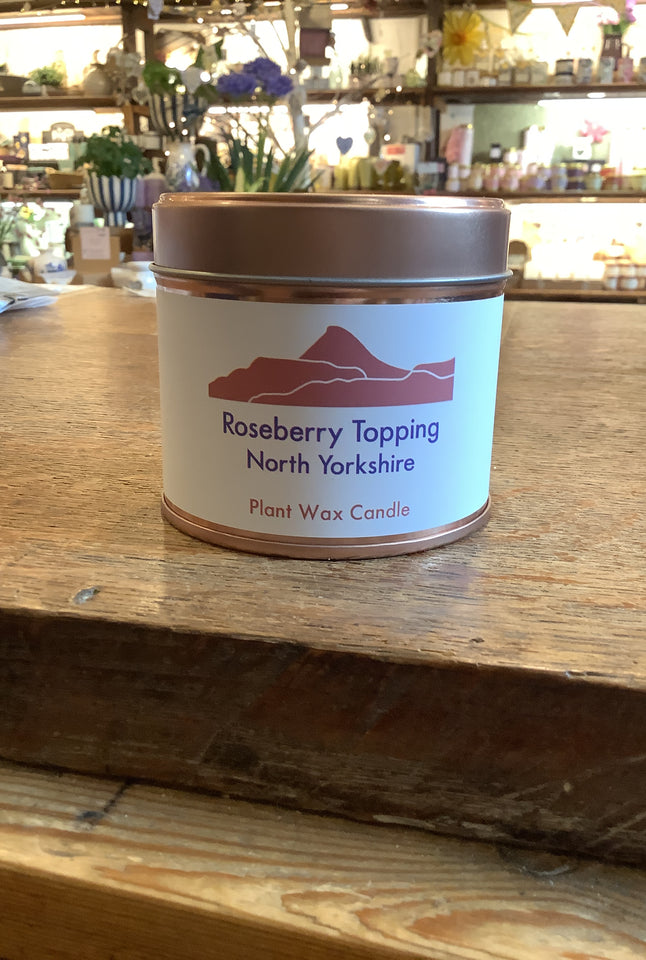 Roseberry Topping
North Yorkshire
Plant Wax Candle